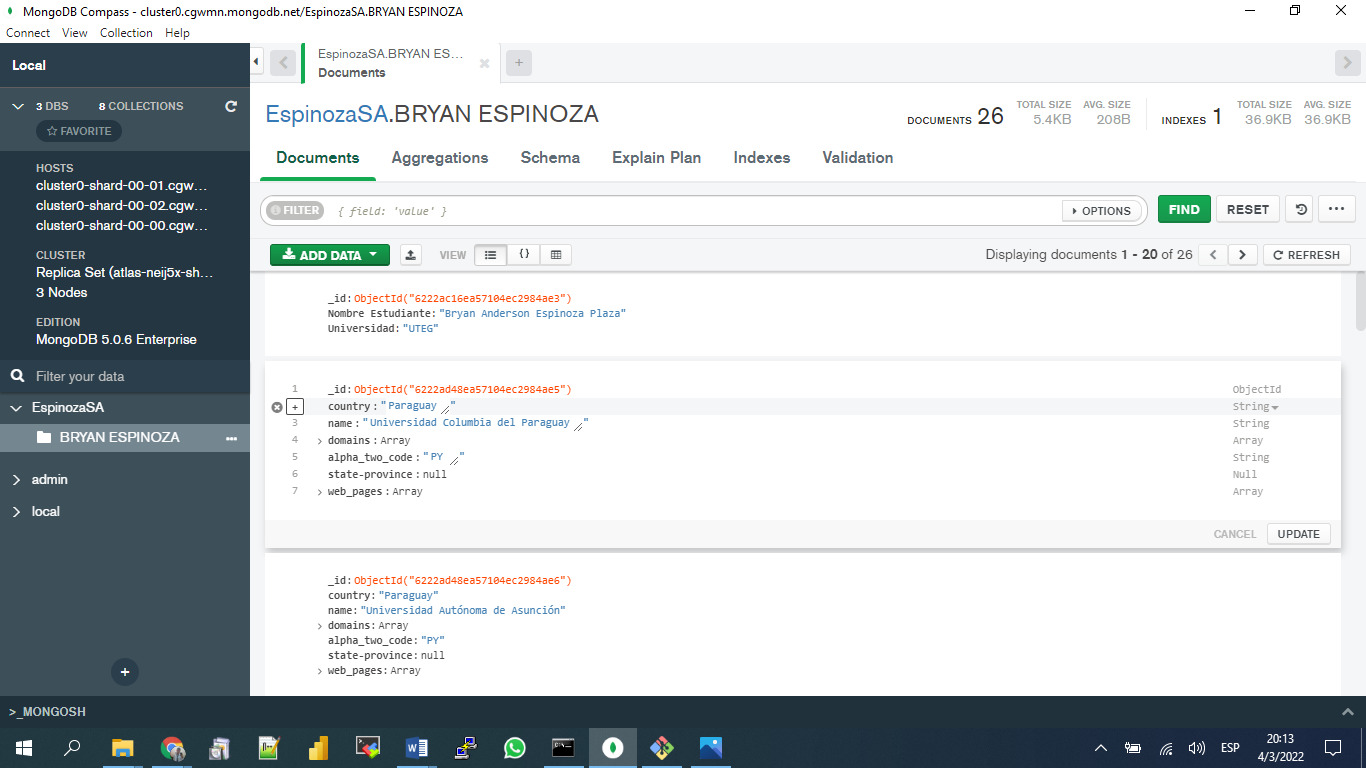 MongoDB Compass - cluster0.cgwmn.mongodb.net/EspinozaSA.BRYAN ESPINOZA
Connect View Collection Help
Local
EspinozaSA.BRYAN ES...
Documents
3 DBS 8 COLLECTIONS
FAVORITE
HOSTS
cluster0-shard-00-01.cgw...
cluster0-shard-00-02.cgw...
cluster0-shard-00-00.cgw...
CLUSTER
Replica Set (atlas-neij5x-sh...
3 Nodes
EDITION
MongoDB 5.0.6 Enterprise
Filter your data
EspinozaSA
BRYAN ESPINOZA
admin
local
EspinozaSA.BRYAN ESPINOZA
DOCUMENTS 26 TOTAL SIZE 5.4KB AVG. SIZE 208B INDEXES 1 TOTAL SIZE 36.9KB AVG. SIZE 36.9KB
Documents Aggregations Schema Explain Plan Indexes Validation
FILTER { field: 'value' } OPTIONS FIND RESET
ADD DATA VIEW {} Displaying documents 1 - 20 of 26 REFRESH
_id: ObjectId("6222ac16ea57104ec2984ae3")
Nombre Estudiante: "Bryan Anderson Espinoza Plaza"
Universidad: "UTEG"
1 _id: ObjectId("6222ad48ea57104ec2984ae5") ObjectId
country : "Paraguay" String
3 name : "Universidad Columbia del Paraguay" String
4 domains : Array Array
5 alpha_two_code : "PY" String
6 state-province : null Null
7 web_pages : Array Array
CANCEL UPDATE
_id: ObjectId("6222ad48ea57104ec2984ae6")
country: "Paraguay"
name: "Universidad Autónoma de Asunción"
domains: Array
alpha_two_code: "PY"
state-province: null
web_pages: Array
>_MONGOSH
ESP
20:13
4/3/2022